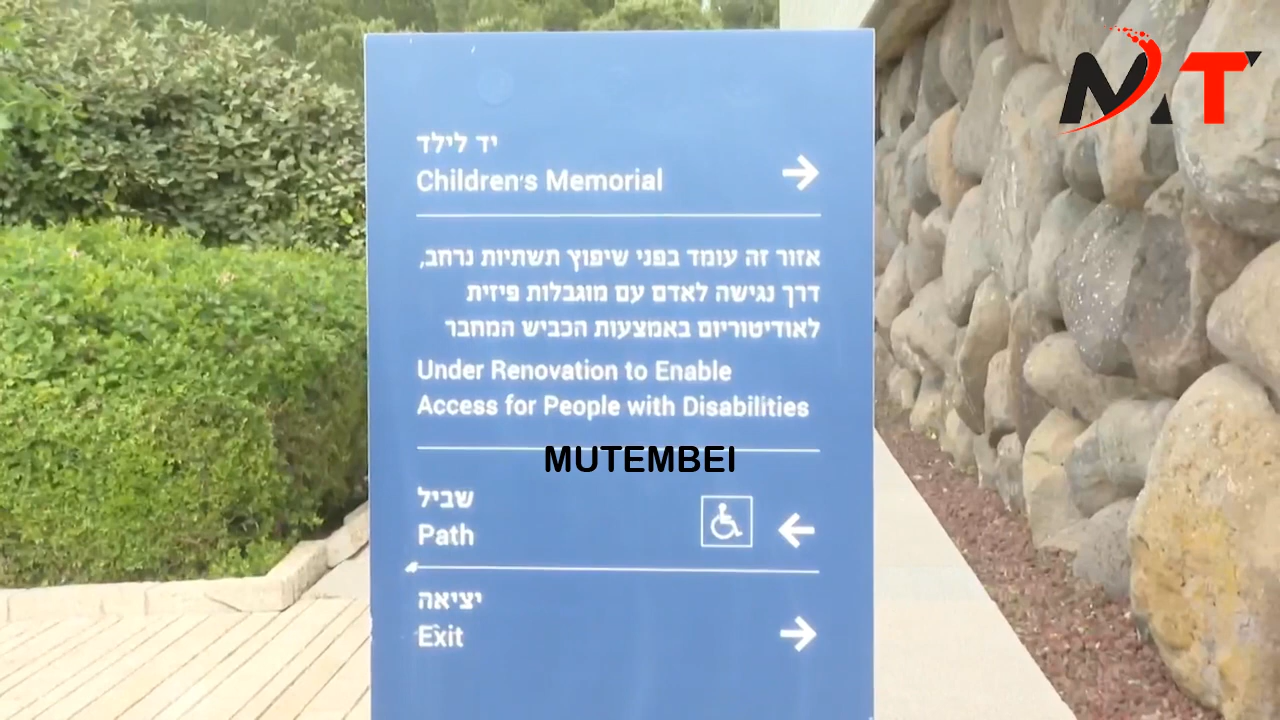 MT
יד לילד
Children's Memorial
אזור זה עומד בפני שיפוץ תשתיות נרחב,
דרך נגישה לאדם עם מוגבלות פיזית
לאודיטוריום באמצעות הכביש המחבר
Under Renovation to Enable
Access for People with Disabilities
MUTEMBEI
שביל
Path
יציאה
Exit